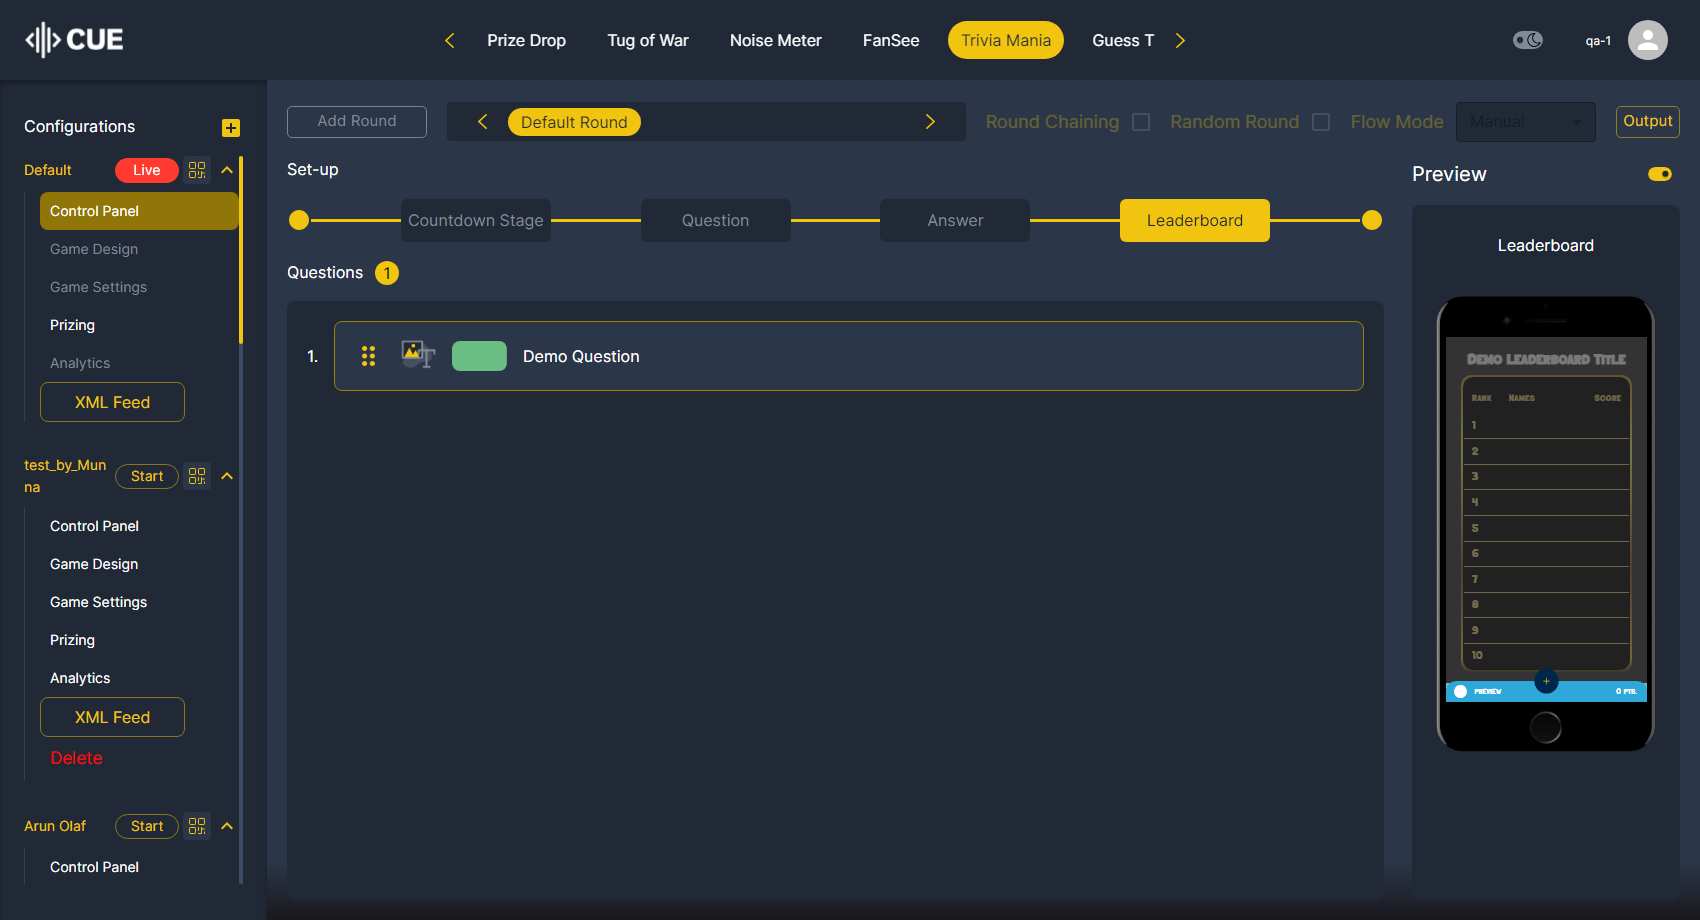 CUE
Prize Drop
Tug of War
Noise Meter
FanSee
Trivia Mania
Guess T
qa-1
Configurations
Default
Live
Control Panel
Game Design
Game Settings
Prizing
Analytics
XML Feed
test_by_Mun
na
Start
Control Panel
Game Design
Game Settings
Prizing
Analytics
XML Feed
Delete
Arun Olaf
Start
Control Panel
Add Round
Default Round
Round Chaining
Random Round
Flow Mode
Manual
Output
Set-up
Countdown Stage
Question
Answer
Leaderboard
Questions 1
1.
Demo Question
Preview
Leaderboard
Demo Leaderboard Title
Rank Names Score
1
2
3
4
5
6
7
8
9
10
PREVIEW
0 PTS.